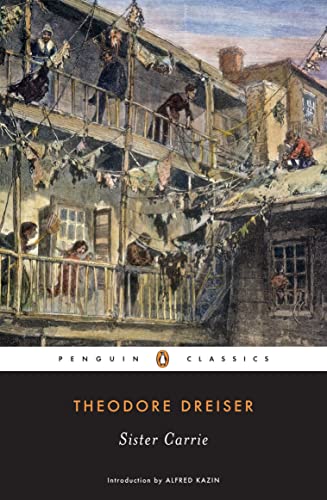 PENGUIN CLASSICS
THEODORE DREISER
Sister Carrie
Introduction by ALFRED KAZIN